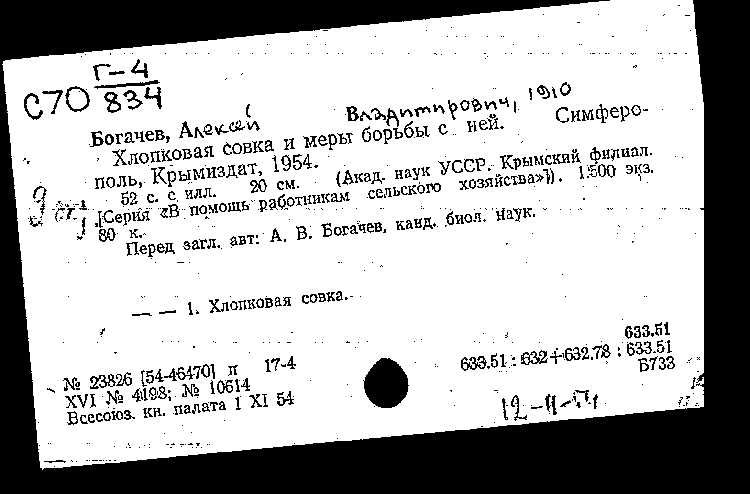 Г-4
С70 834
Богачев, Алексей Владимирович, 1910
Хлопковая совка и меры борьбы с ней. Симферо-
поль, Крымиздат, 1954.
52 с. с илл. 20 см. (Акад. наук УССР. Крымский филиал.
[Серия «В помощь работникам сельского хозяйства»]). 1.500 экз.
80 к.
Перед загл. авт: А. В. Богачев, канд. биол. наук.
— — 1. Хлопковая совка.
633.51
№ 23826 [54-46470] п 17-4 633.51 : 632+632.78 : 633.51
XVI № 4198; № 10614 Б733
Всесоюз. кн. палата 1 XI 54
12-11-54